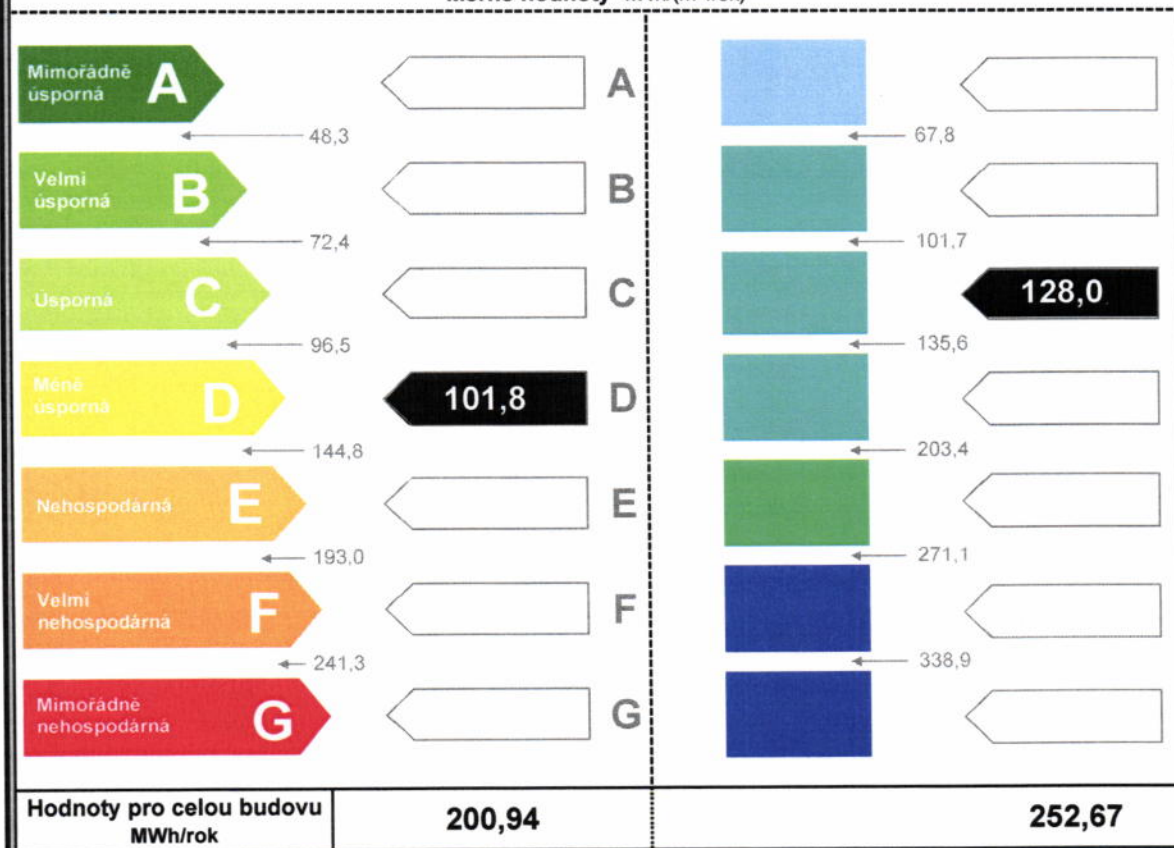 Mimořádně
úsporná
A
A
48,3
67,8
Velmi
úsporná
B
B
72,4
101,7
Úsporná
C
C
128,0
96,5
135,6
Méně
úsporná
D
101,8
D
144,8
203,4
Nehospodárná
E
E
193,0
271,1
Velmi
nehospodárná
F
F
241,3
338,9
Mimořádně
nehospodárná
G
G
Hodnoty pro celou budovu
MWh/rok
200,94
252,67